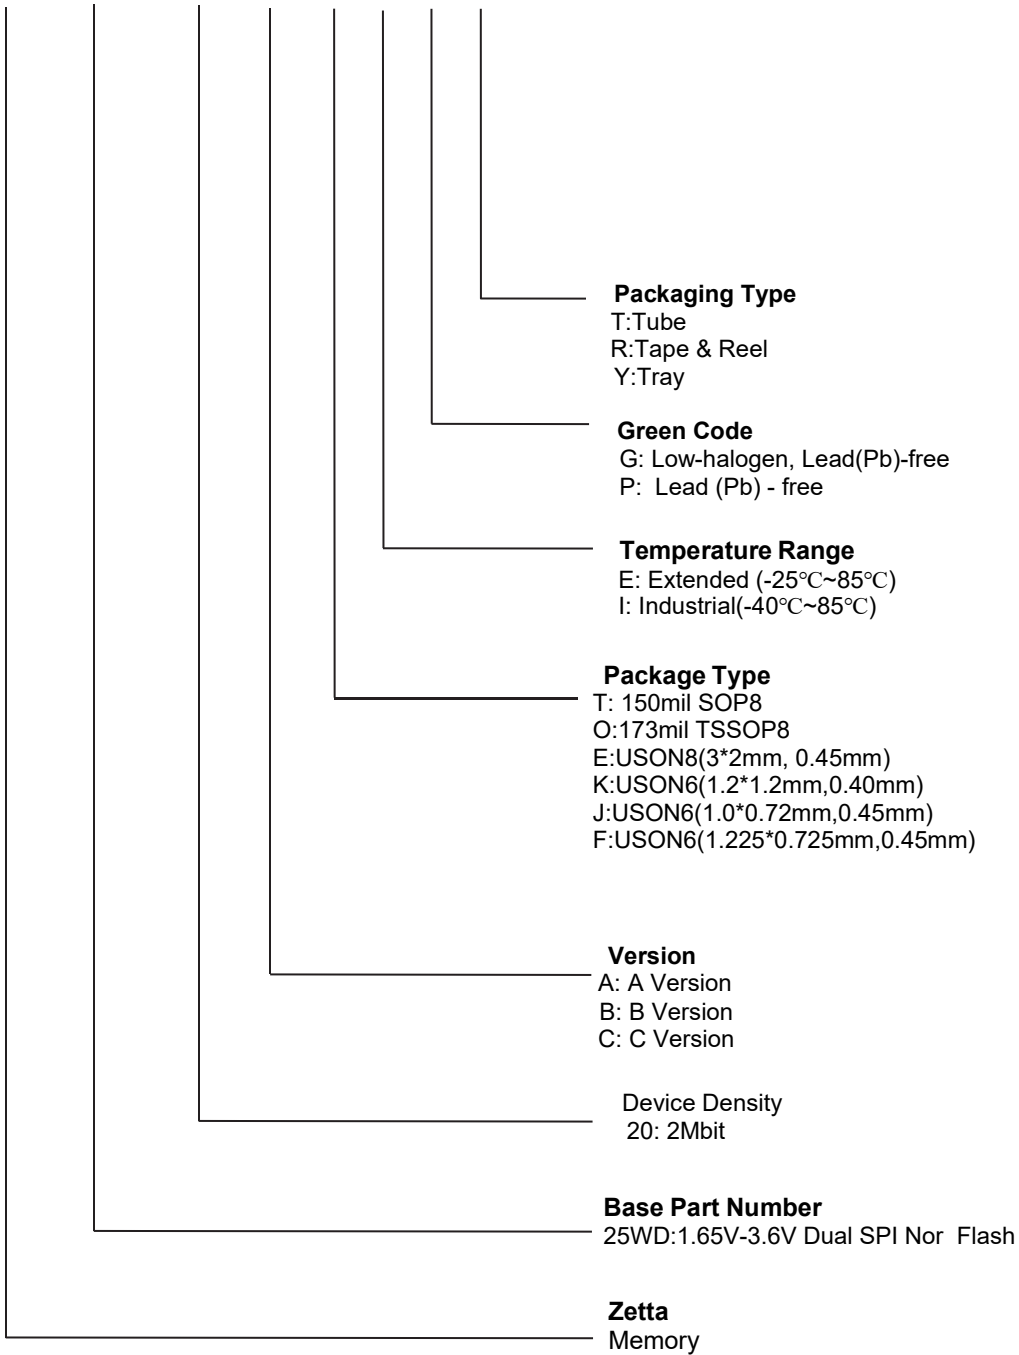 Packaging Type
T:Tube
R:Tape & Reel
Y:Tray
Green Code
G: Low-halogen, Lead(Pb)-free
P:  Lead (Pb) - free
Temperature Range
E: Extended (-25℃~85℃)
I: Industrial(-40℃~85℃)
Package Type
T: 150mil SOP8
O:173mil TSSOP8
E:USON8(3*2mm, 0.45mm)
K:USON6(1.2*1.2mm,0.40mm)
J:USON6(1.0*0.72mm,0.45mm)
F:USON6(1.225*0.725mm,0.45mm)
Version
A: A Version
B: B Version
C: C Version
Device Density
20: 2Mbit
Base Part Number
25WD:1.65V-3.6V Dual SPI Nor  Flash
Zetta
Memory